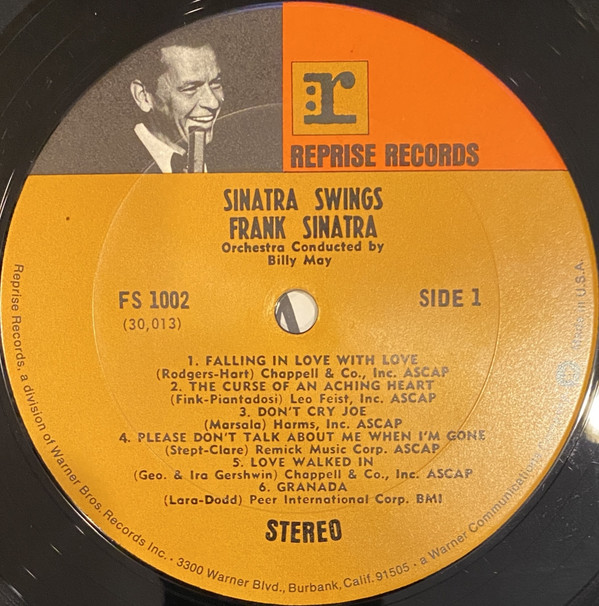 r
REPRISE RECORDS
SINATRA SWINGS
FRANK SINATRA
Orchestra Conducted by
Billy May
FS 1002
SIDE 1
(30,013)
1. FALLING IN LOVE WITH LOVE
(Rodgers-Hart) Chappell & Co., Inc. ASCAP
2. THE CURSE OF AN ACHING HEART
(Fink-Piantadosi) Leo Feist, Inc. ASCAP
3. DON'T CRY JOE
(Marsala) Harms, Inc. ASCAP
4. PLEASE DON'T TALK ABOUT ME WHEN I'M GONE
(Stept-Clare) Remick Music Corp. ASCAP
5. LOVE WALKED IN
(Geo. & Ira Gershwin) Chappell & Co., Inc. ASCAP
6. GRANADA
(Lara-Dodd) Peer International Corp. BMI
STEREO
Reprise Records, a division of Warner Bros. Records Inc. • 3300 Warner Blvd., Burbank, Calif. 91505 • a Warner Communications U.S.A.